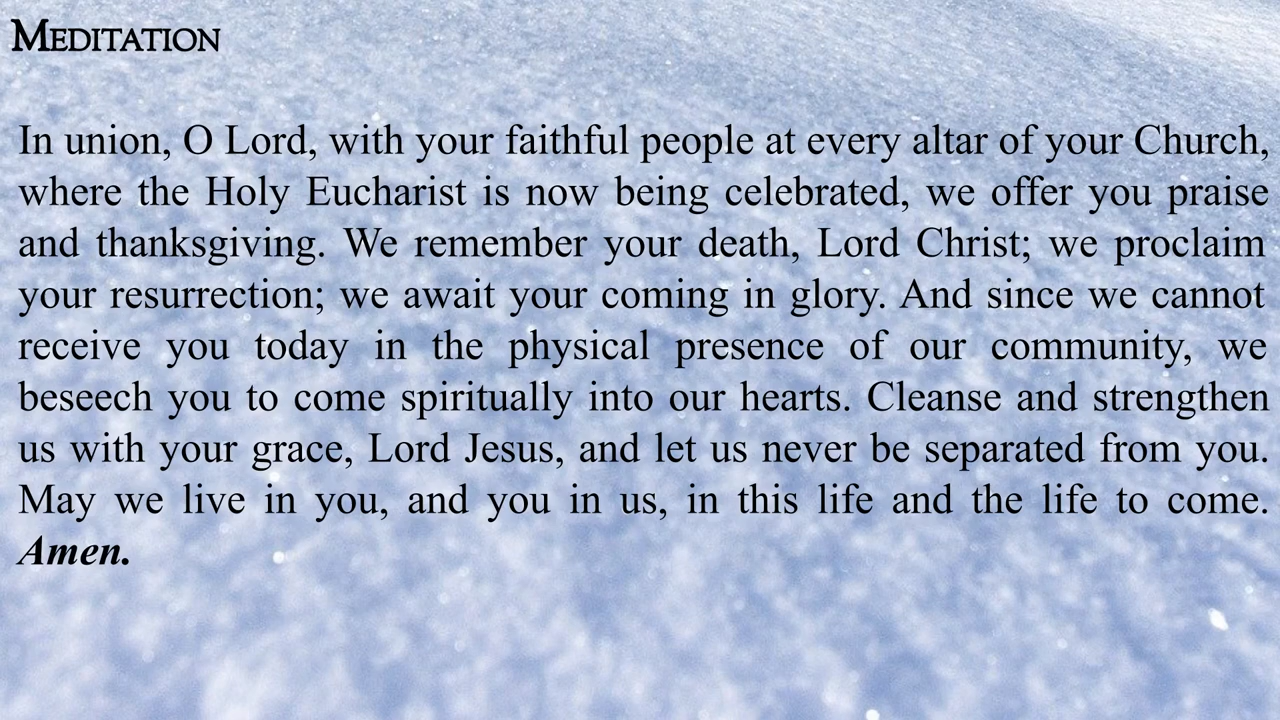 MEDITATION
In union, O Lord, with your faithful people at every altar of your Church,
where the Holy Eucharist is now being celebrated, we offer you praise
and thanksgiving. We remember your death, Lord Christ; we proclaim
your resurrection; we await your coming in glory. And since we cannot
receive you today in the physical presence of our community, we
beseech you to come spiritually into our hearts. Cleanse and strengthen
us with your grace, Lord Jesus, and let us never be separated from you.
May we live in you, and you in us, in this life and the life to come.
Amen.